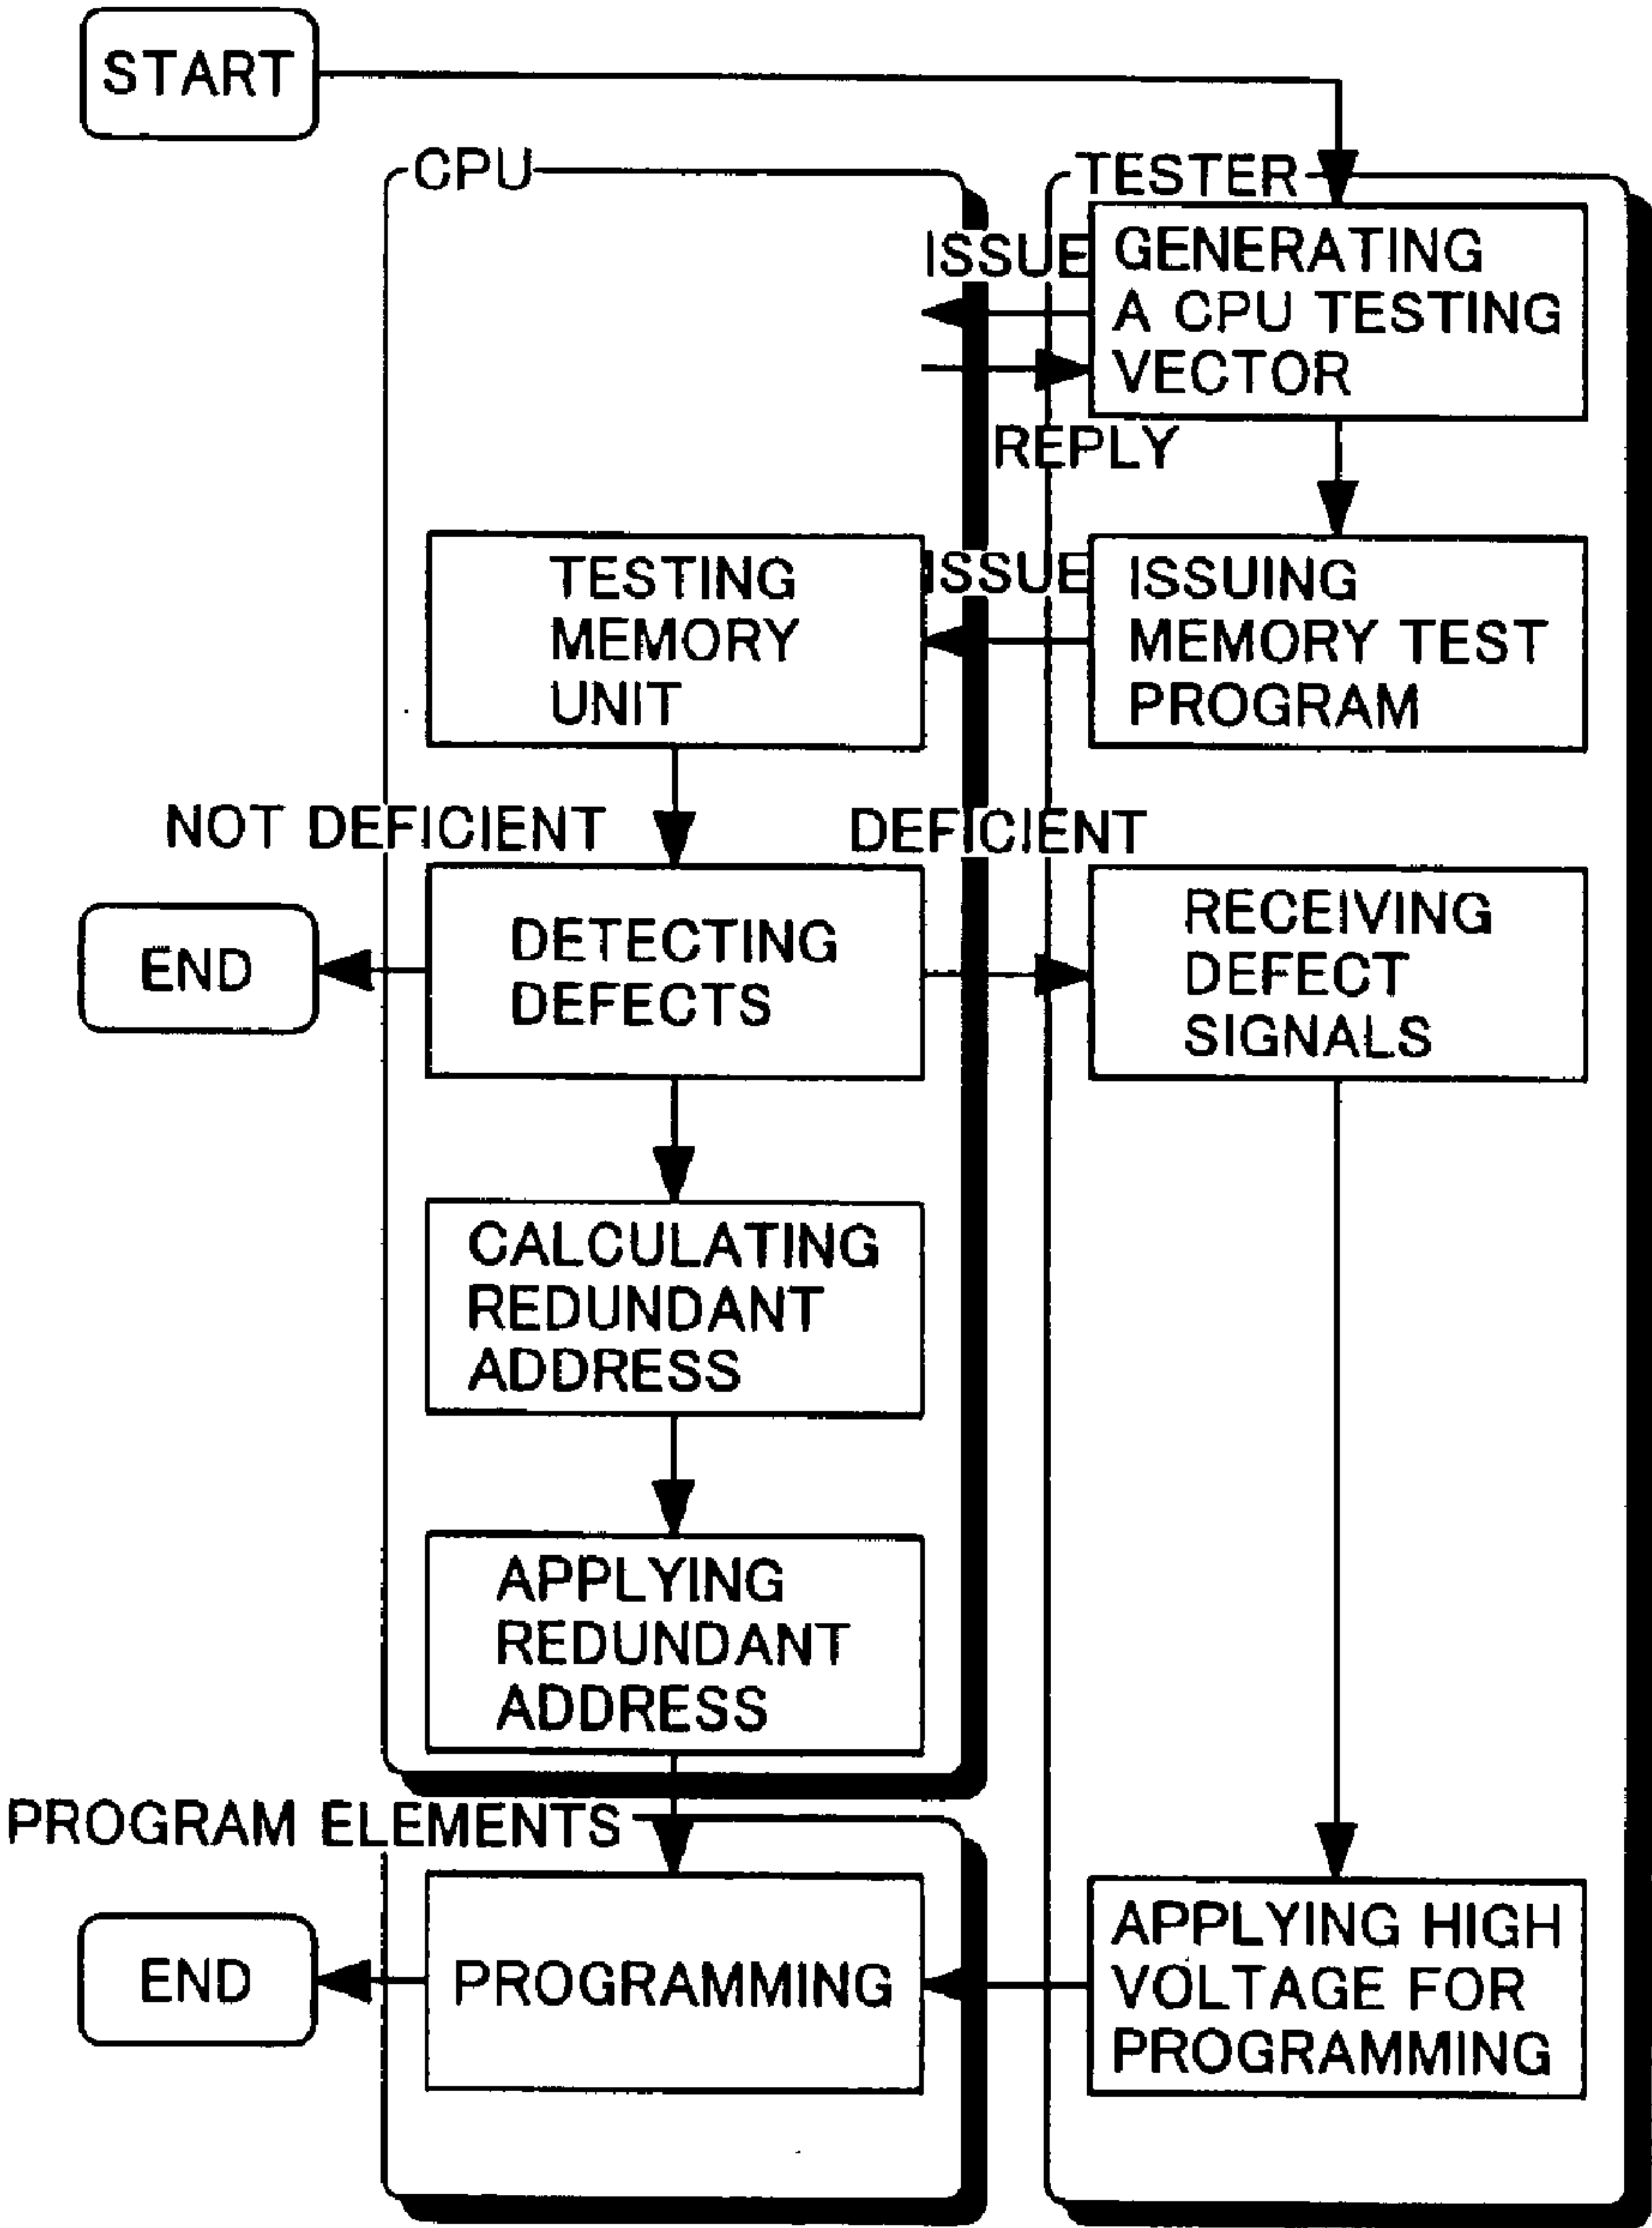 START
CPU
TESTER
ISSUE
GENERATING
A CPU TESTING
VECTOR
REPLY
TESTING
MEMORY
UNIT
ISSUE
ISSUING
MEMORY TEST
PROGRAM
NOT DEFICIENT
DEFICIENT
END
DETECTING
DEFECTS
RECEIVING
DEFECT
SIGNALS
CALCULATING
REDUNDANT
ADDRESS
APPLYING
REDUNDANT
ADDRESS
PROGRAM ELEMENTS
END
PROGRAMMING
APPLYING HIGH
VOLTAGE FOR
PROGRAMMING